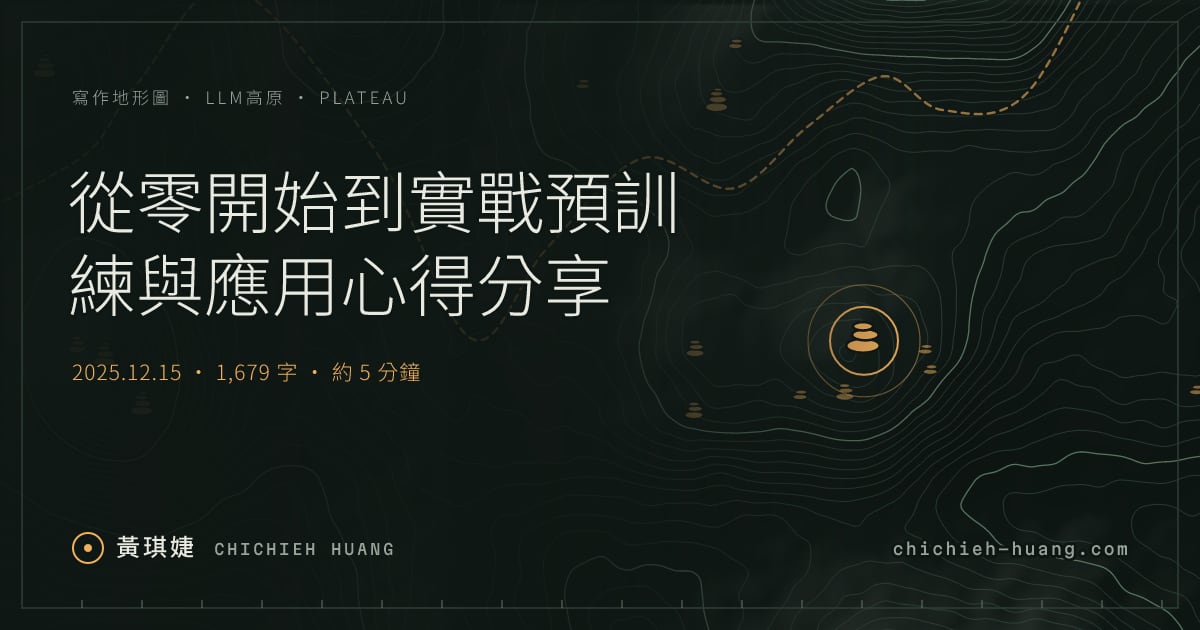 寫作地形圖 · LLM高原 · PLATEAU
從零開始到實戰預訓
練與應用心得分享
2025.12.15 · 1,679 字 · 約 5 分鐘
黃琪婕 CHICHIEH HUANG
chichieh-huang.com